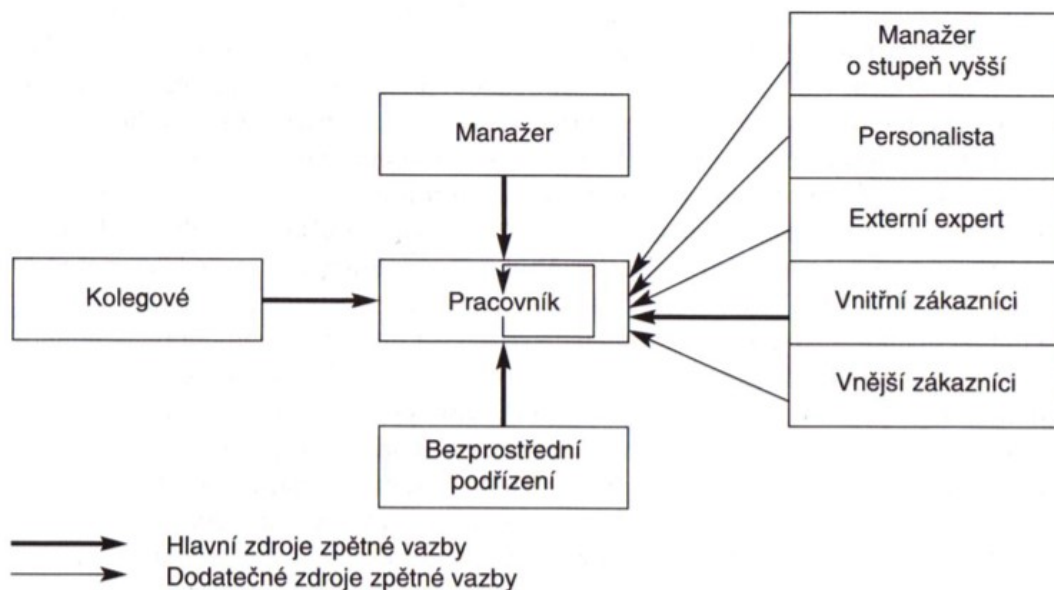 Manažer
o stupeň vyšší
Manažer
Personalista
Externí expert
Kolegové
Pracovník
Vnitřní zákazníci
Vnější zákazníci
Bezprostřední
podřízení
Hlavní zdroje zpětné vazby
Dodatečné zdroje zpětné vazby